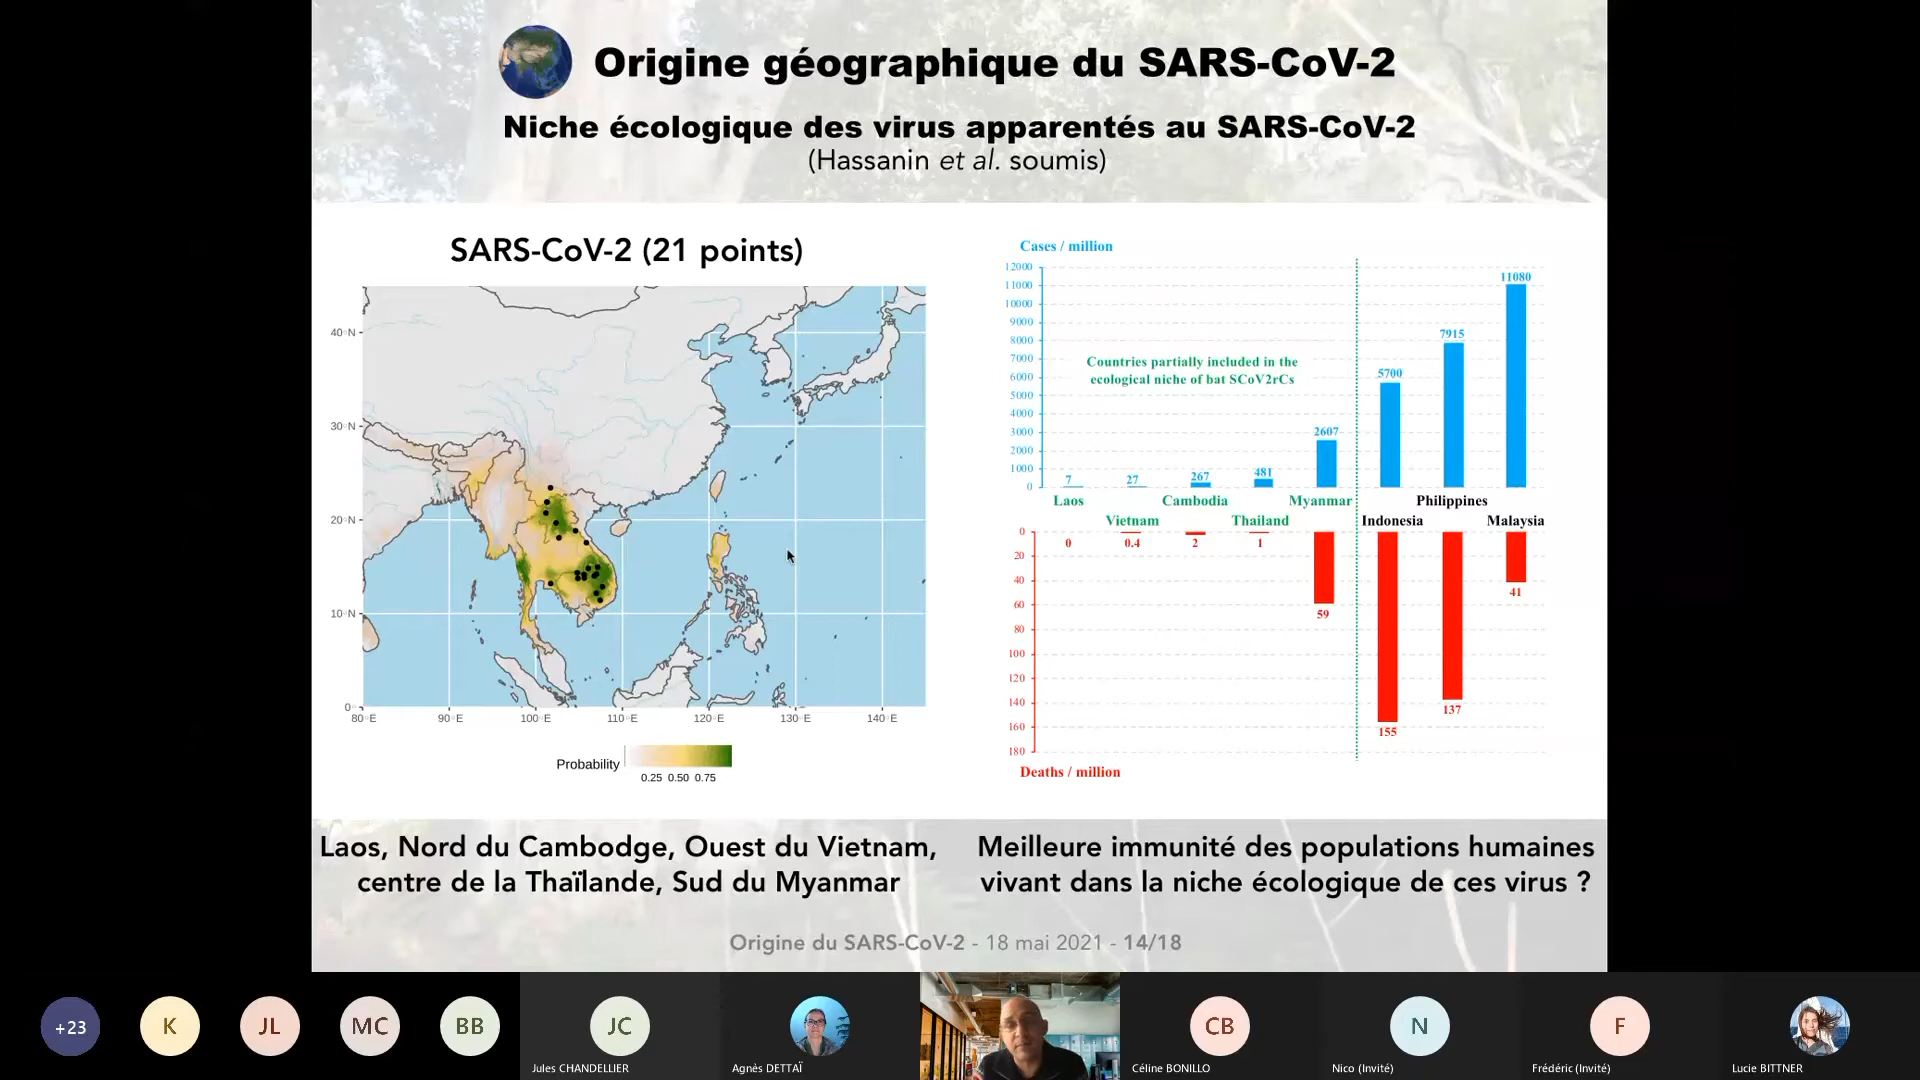 Origine géographique du SARS-CoV-2
Niche écologique des virus apparentés au SARS-CoV-2
(Hassanin et al. soumis)
SARS-CoV-2 (21 points)
40°N
30°N
20°N
10°N
0°
80°E 90°E 100°E 110°E 120°E 130°E 140°E
Probability
0.25 0.50 0.75
Cases / million
12000
11000
10000
9000
8000
7000
6000
5000
4000
3000
2000
1000
0
Countries partially included in the
ecological niche of bat SCoV2rCs
7 27 267 481 2607 5700 7915 11080
Laos Cambodia Myanmar Philippines
Vietnam Thailand Indonesia Malaysia
0
20
40
60
80
100
120
140
160
180
0 0.4 2 1 59 155 137 41
Deaths / million
Laos, Nord du Cambodge, Ouest du Vietnam,
centre de la Thaïlande, Sud du Myanmar
Meilleure immunité des populations humaines
vivant dans la niche écologique de ces virus ?
Origine du SARS-CoV-2 - 18 mai 2021 - 14/18
+23 K JL MC BB JC CB N F
Jules CHANDELLIER Agnès DETTAÏ Céline BONILLO Nico (Invité) Frédéric (Invité) Lucie BITTNER